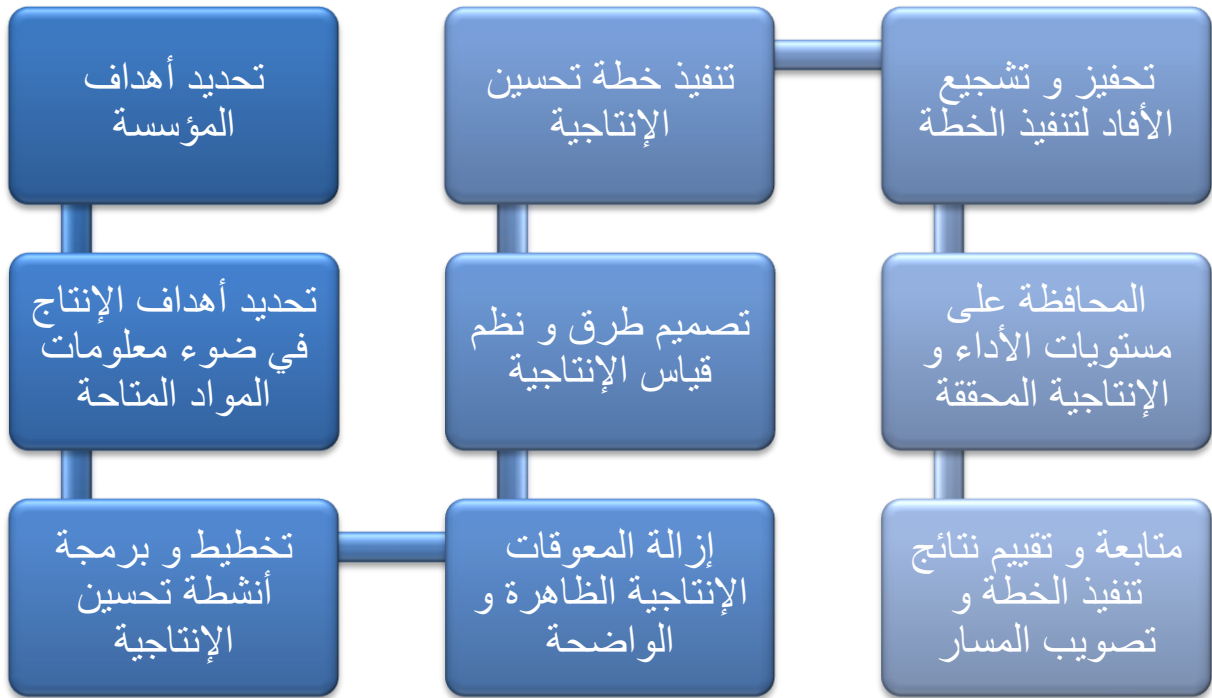 تحديد أهداف
المؤسسة
تحديد أهداف الإنتاج
في ضوء معلومات
المواد المتاحة
تخطيط و برمجة
أنشطة تحسين
الإنتاجية
إزالة المعوقات
الإنتاجية الظاهرة و
الواضحة
تصميم طرق و نظم
قياس الإنتاجية
تنفيذ خطة تحسين
الإنتاجية
تحفيز و تشجيع
الأفاد لتنفيذ الخطة
المحافظة على
مستويات الأداء و
الإنتاجية المحققة
متابعة و تقييم نتائج
تنفيذ الخطة و
تصويب المسار